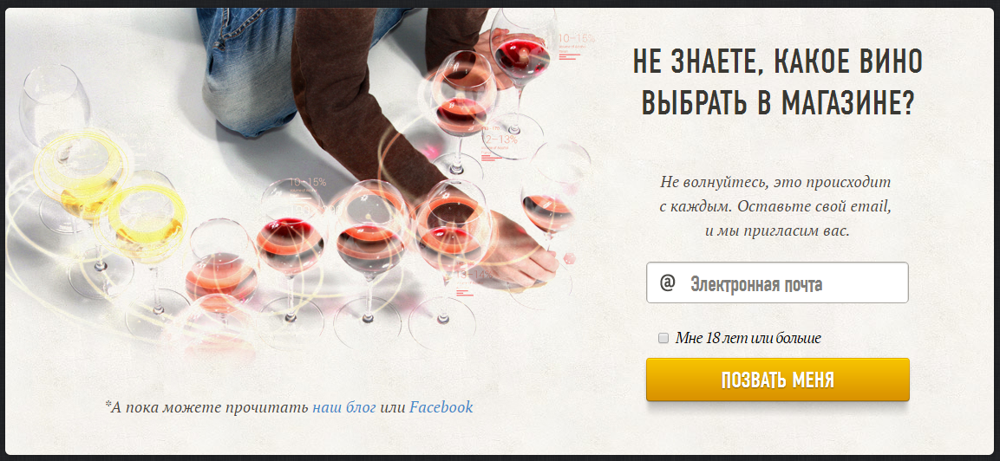 НЕ ЗНАЕТЕ, КАКОЕ ВИНО
ВЫБРАТЬ В МАГАЗИНЕ?
Не волнуйтесь, это происходит
с каждым. Оставьте свой email,
и мы пригласим вас.
@ Электронная почта
Мне 18 лет или больше
ПОЗВАТЬ МЕНЯ
10-15%
12-13%
10-15%
13-14%
*А пока можете прочитать наш блог или Facebook